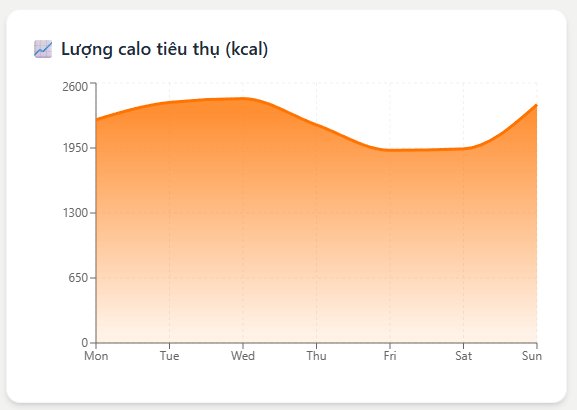 Lượng calo tiêu thụ (kcal)
2600
1950
1300
650
0
Mon Tue Wed Thu Fri Sat Sun